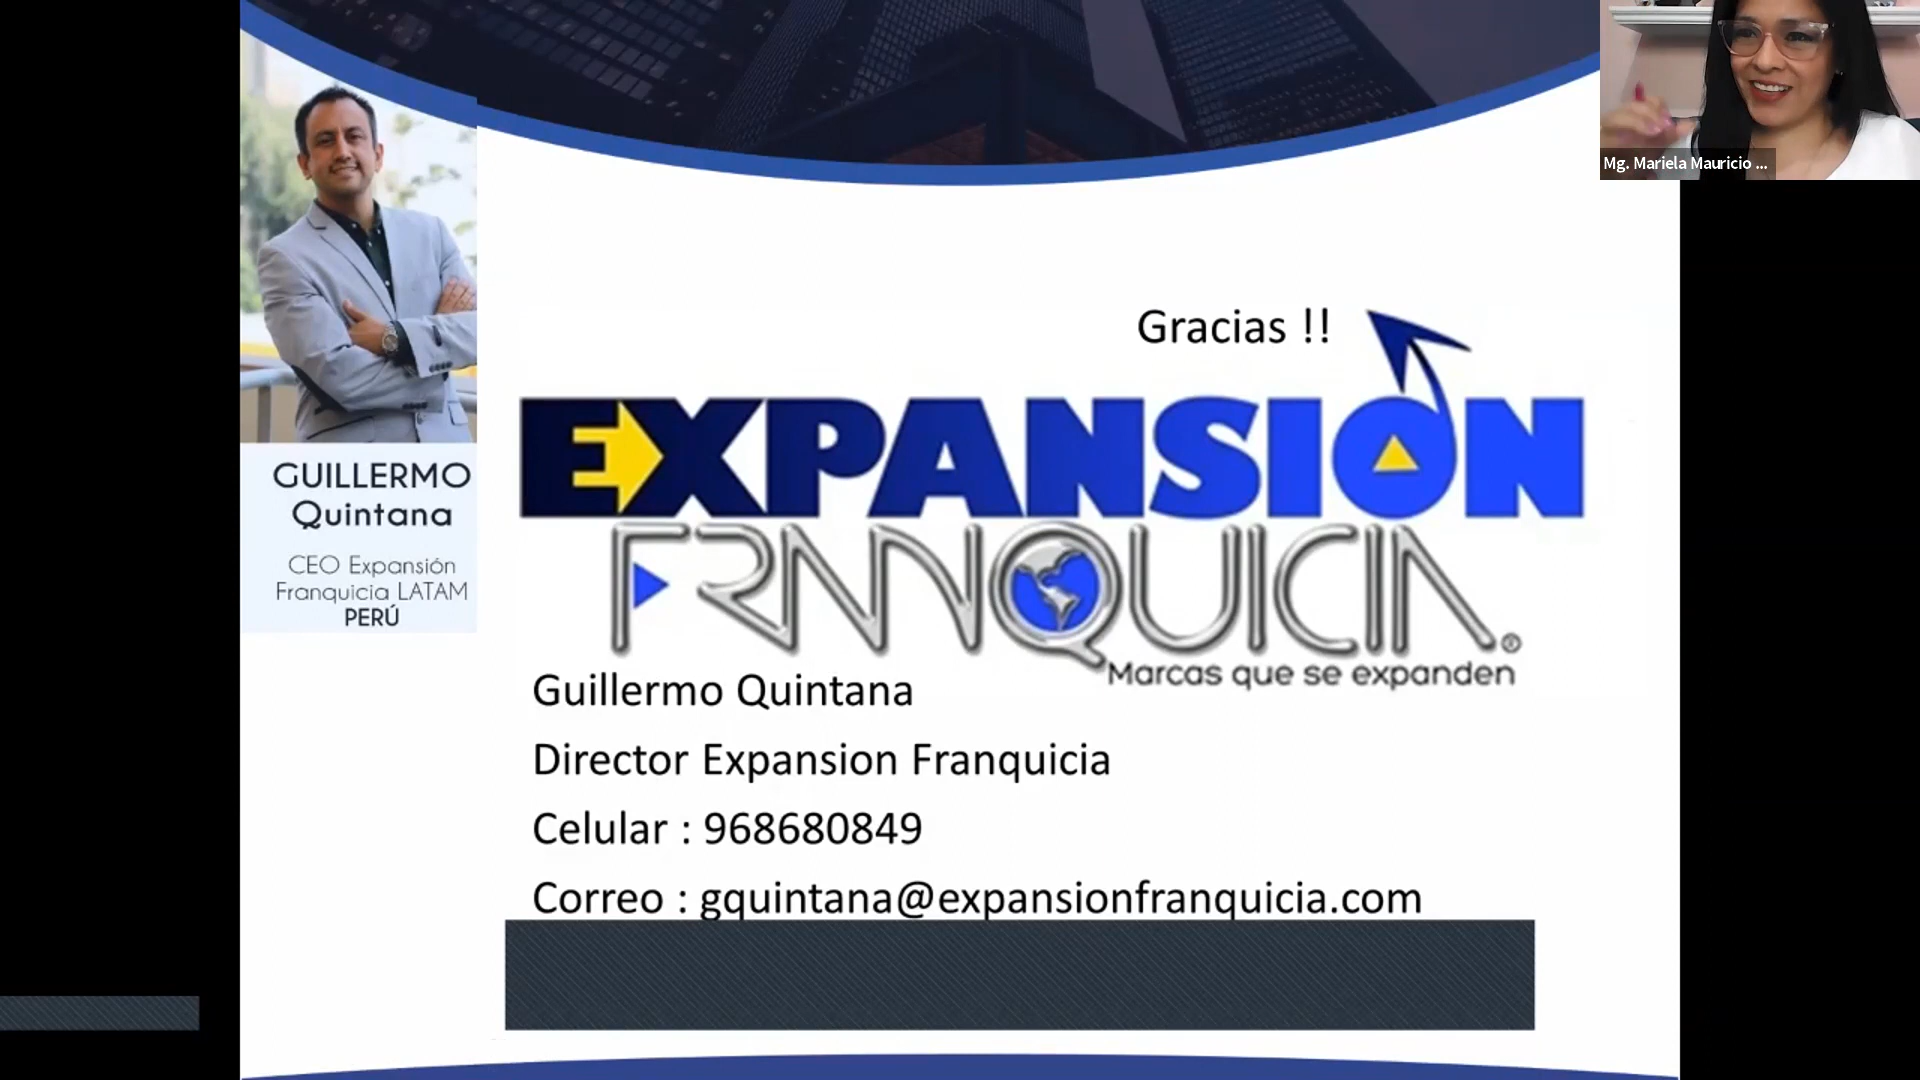 Mg. Mariela Mauricio ...
Gracias !!
EXPANSION
FRANQUICIA®
Marcas que se expanden
GUILLERMO
Quintana
CEO Expansión
Franquicia LATAM
PERÚ
Guillermo Quintana
Director Expansion Franquicia
Celular : 968680849
Correo : gquintana@expansionfranquicia.com